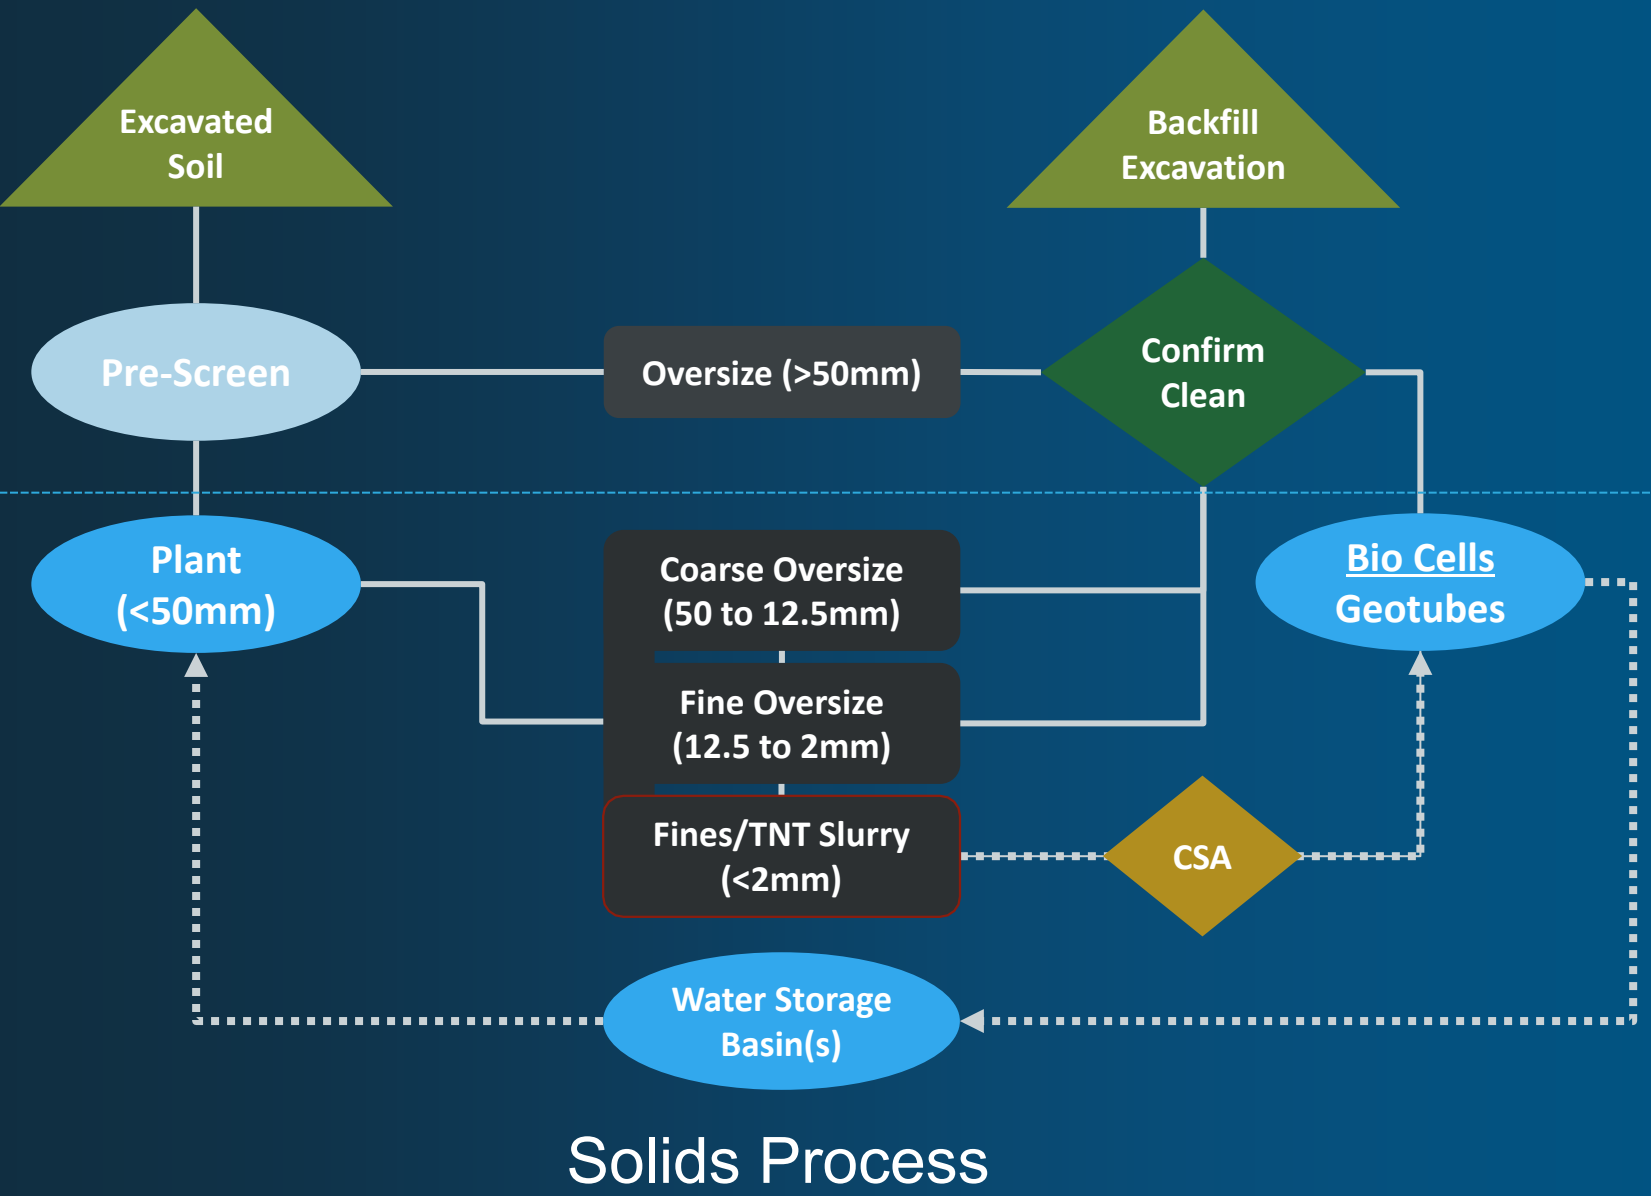 Excavated
Soil
Backfill
Excavation
Pre-Screen
Oversize (>50mm)
Confirm
Clean
Plant
(<50mm)
Coarse Oversize
(50 to 12.5mm)
Bio Cells
Geotubes
Fine Oversize
(12.5 to 2mm)
Fines/TNT Slurry
(<2mm)
CSA
Water Storage
Basin(s)
Solids Process